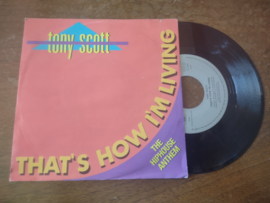 tony scott
THAT'S HOW I'M LIVING
THE
HIPHOUSE
ANTHEM